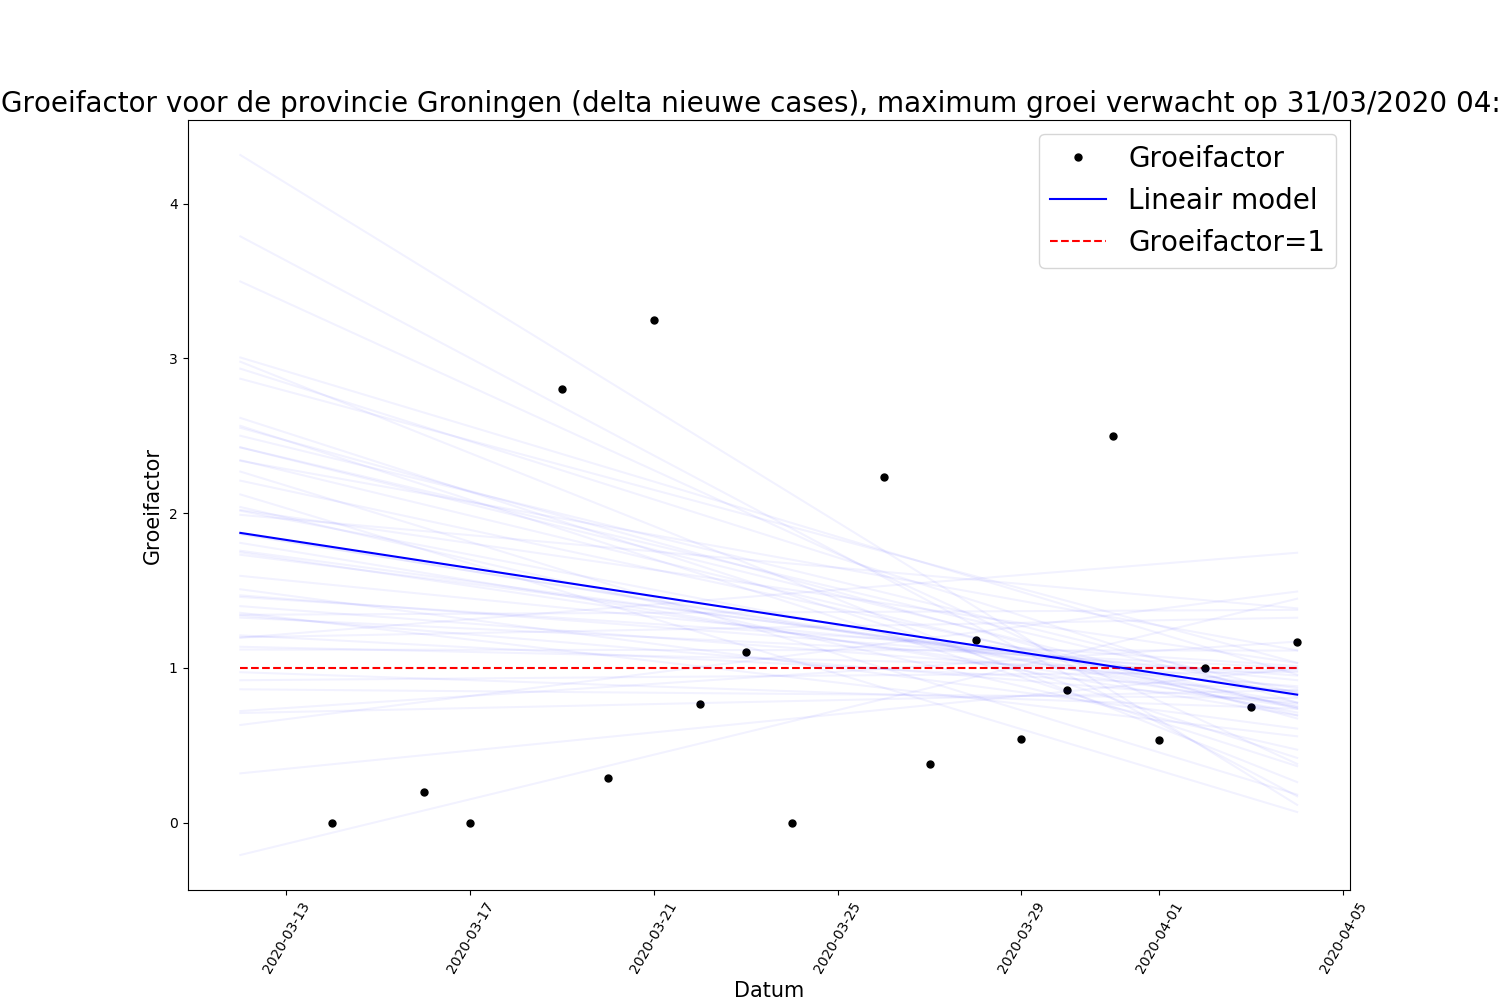 Groeifactor voor de provincie Groningen (delta nieuwe cases), maximum groei verwacht op 31/03/2020 04:
Groeifactor
Lineair model
Groeifactor=1
4
3
2
1
0
Groeifactor
2020-03-13
2020-03-17
2020-03-21
2020-03-25
2020-03-29
2020-04-01
2020-04-05
Datum